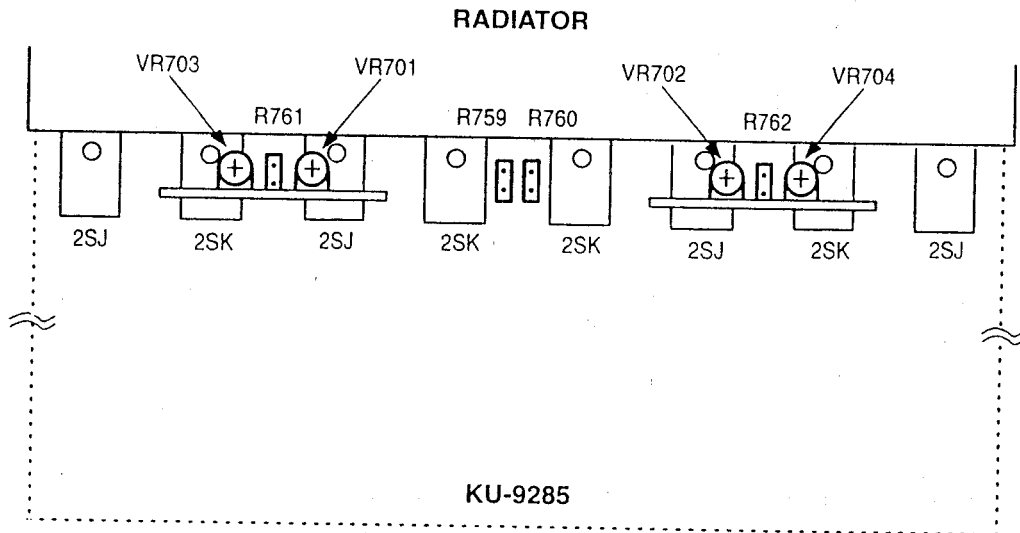 RADIATOR
VR703
VR701
VR702
VR704
R761
R759
R760
R762
2SJ
2SK
2SJ
2SK
2SK
2SJ
2SK
2SJ
KU-9285